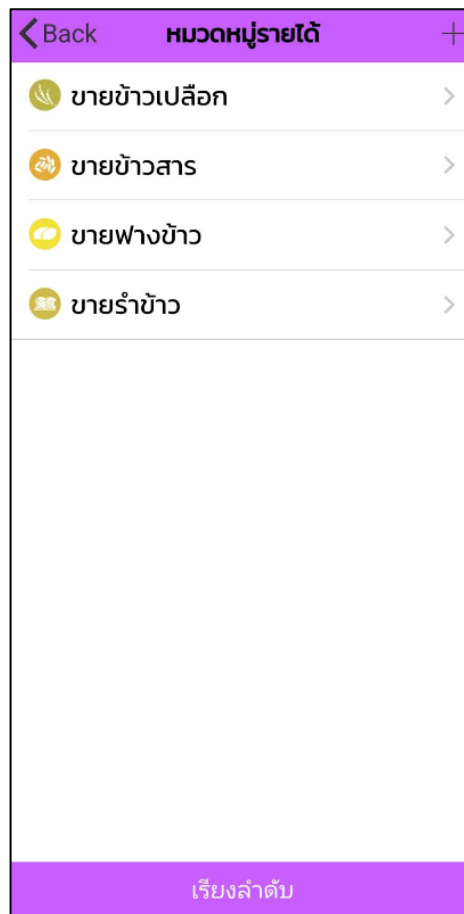 Back หมวดหมู่รายได้ +
ขายข้าวเปลือก
ขายข้าวสาร
ขายฟางข้าว
ขายรำข้าว
เรียงลำดับ